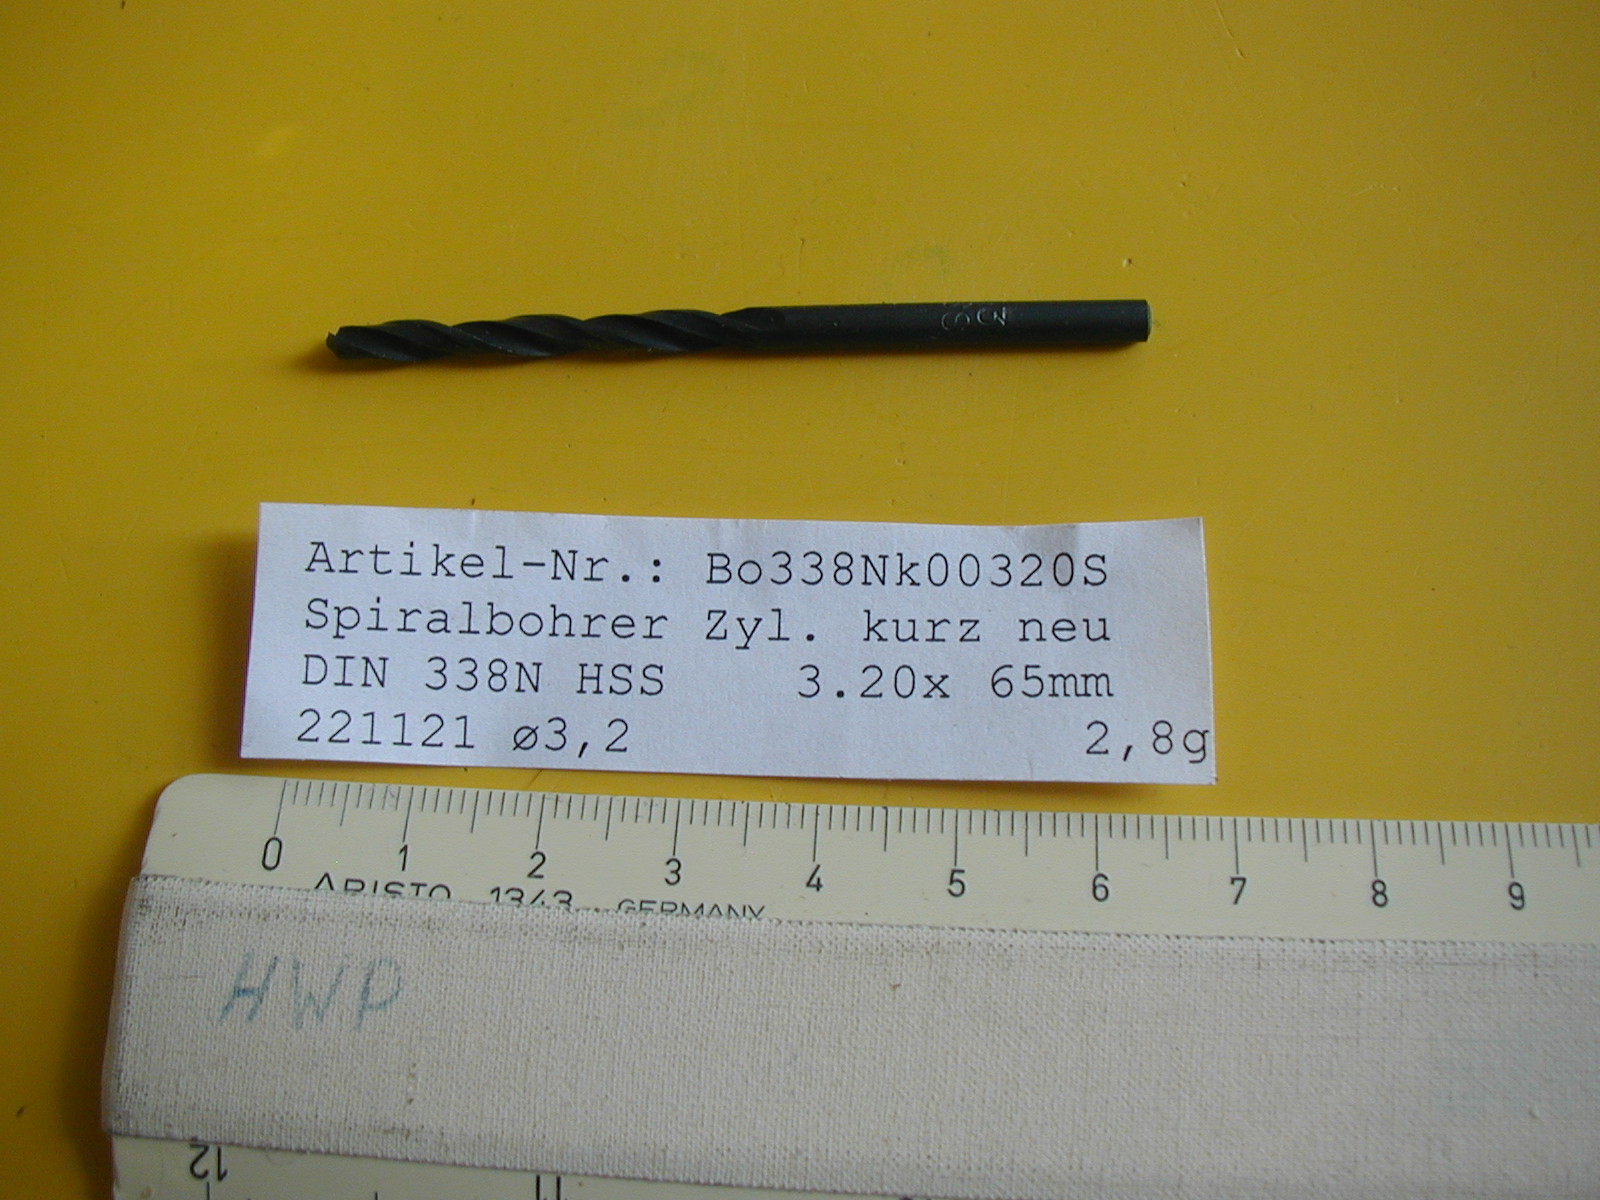 Artikel-Nr.: Bo338Nk00320S
Spiralbohrer Zyl. kurz neu
DIN 338N HSS 3.20x 65mm
221121 ø3,2 2,8g
0 1 2 3 4 5 6 7 8 9
ARISTO 1343 GERMANY
HWP
12 11